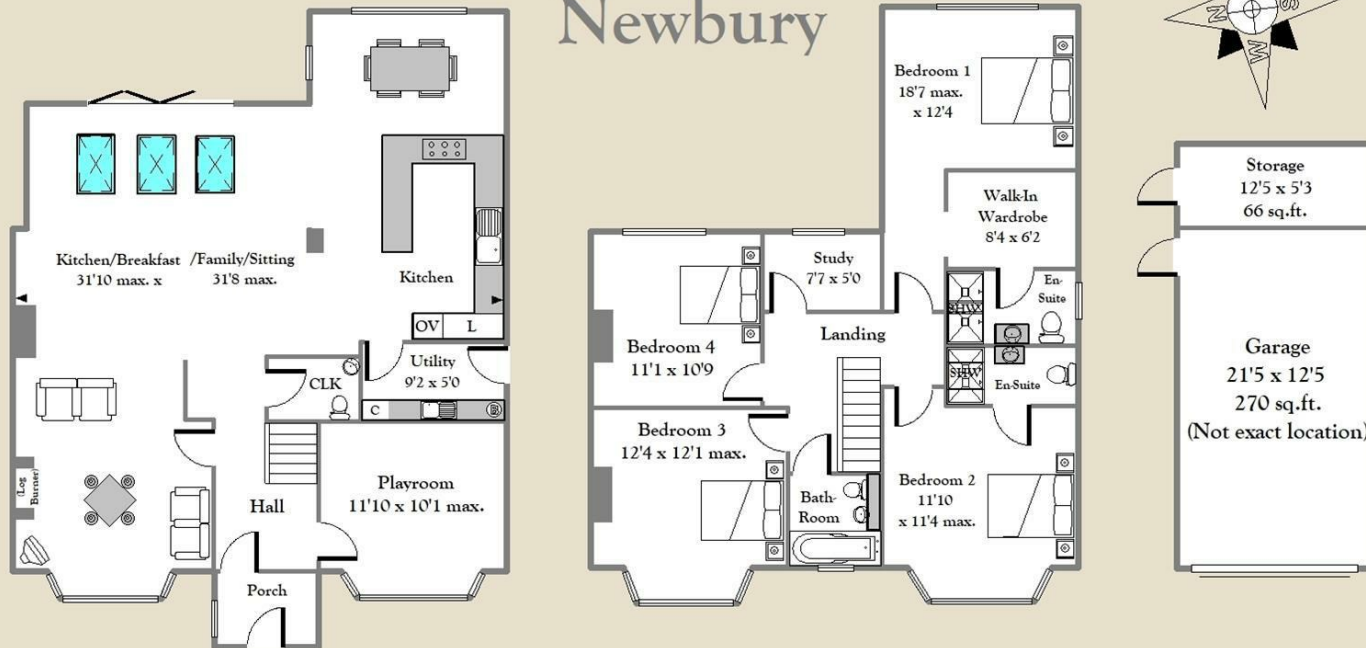 Newbury
N
S
W
Kitchen/Breakfast /Family/Sitting
31'10 max. x 31'8 max.
Kitchen
OV
L
Utility
9'2 x 5'0
CLK
C
B
(Log
Burner)
Hall
Playroom
11'10 x 10'1 max.
Porch
Bedroom 1
18'7 max.
x 12'4
Walk-In
Wardrobe
8'4 x 6'2
Study
7'7 x 5'0
En-
Suite
SHW
Landing
Bedroom 4
11'1 x 10'9
SHW
En-Suite
Bedroom 3
12'4 x 12'1 max.
Bedroom 2
11'10
x 11'4 max.
Bath-
Room
Storage
12'5 x 5'3
66 sq.ft.
Garage
21'5 x 12'5
270 sq.ft.
(Not exact location)